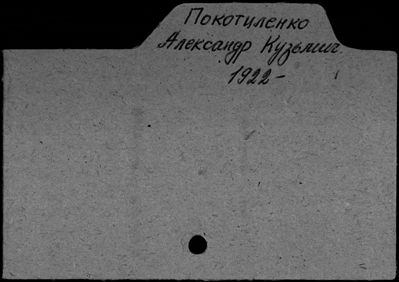 Покотиленко
Александр Кузьмич
1922-